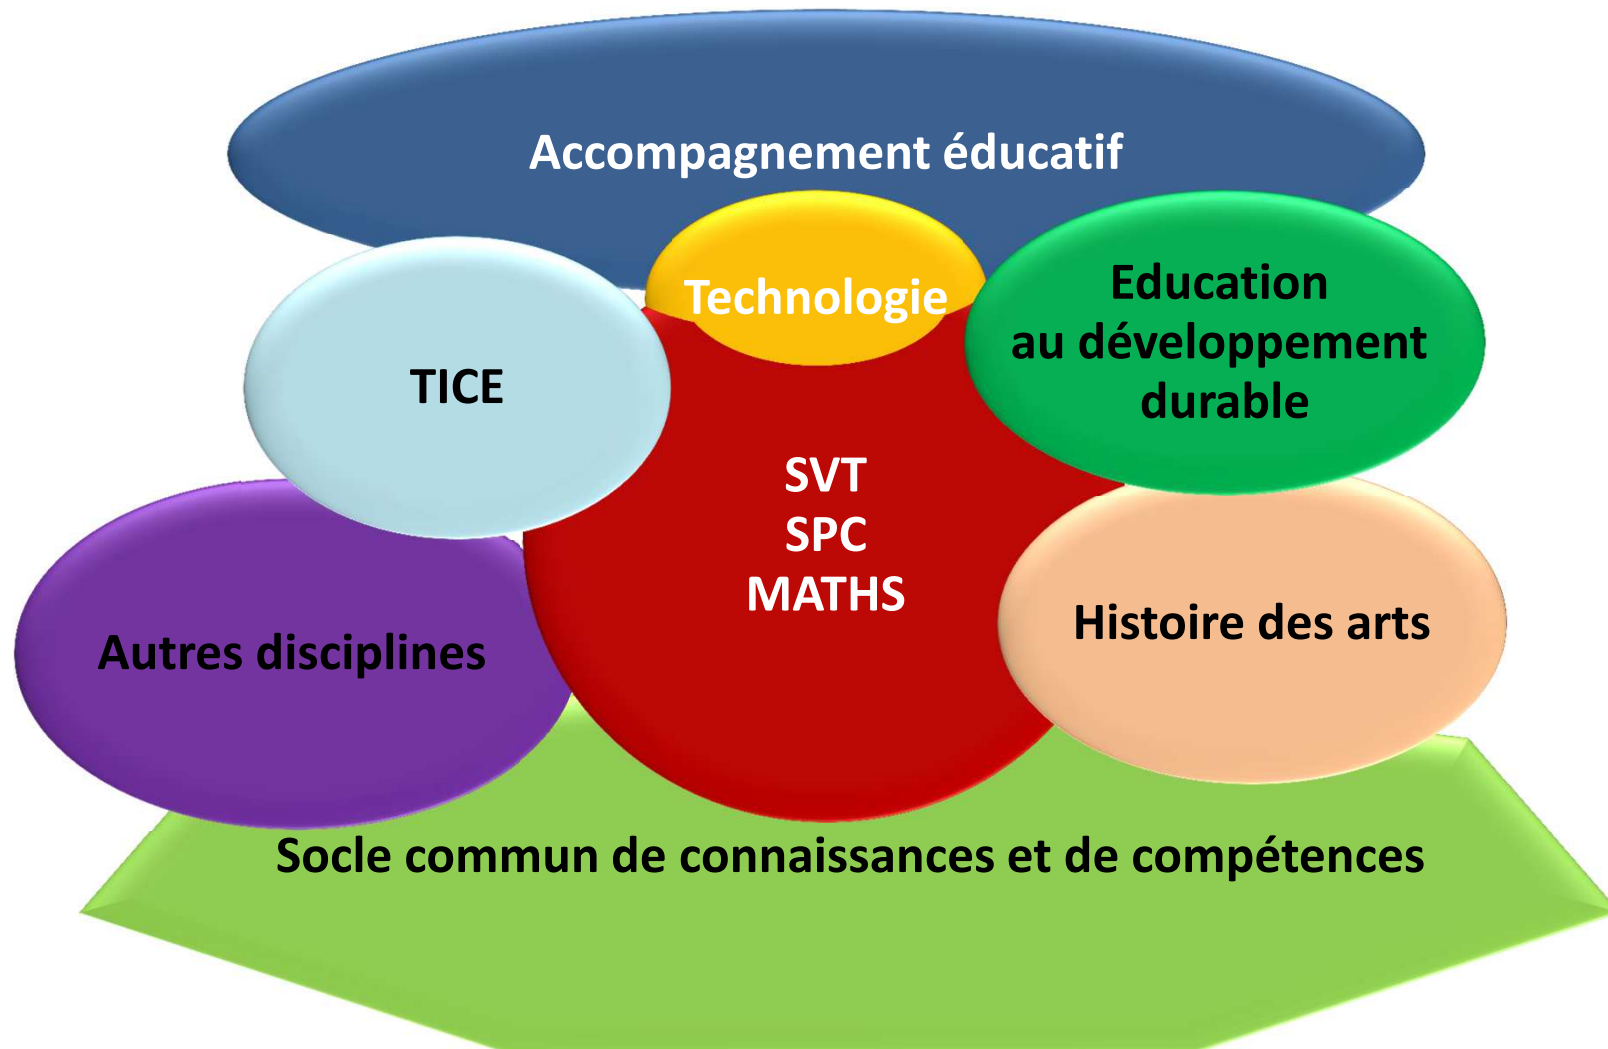 Accompagnement éducatif
Technologie
Education
au développement
durable
TICE
SVT
SPC
MATHS
Histoire des arts
Autres disciplines
Socle commun de connaissances et de compétences